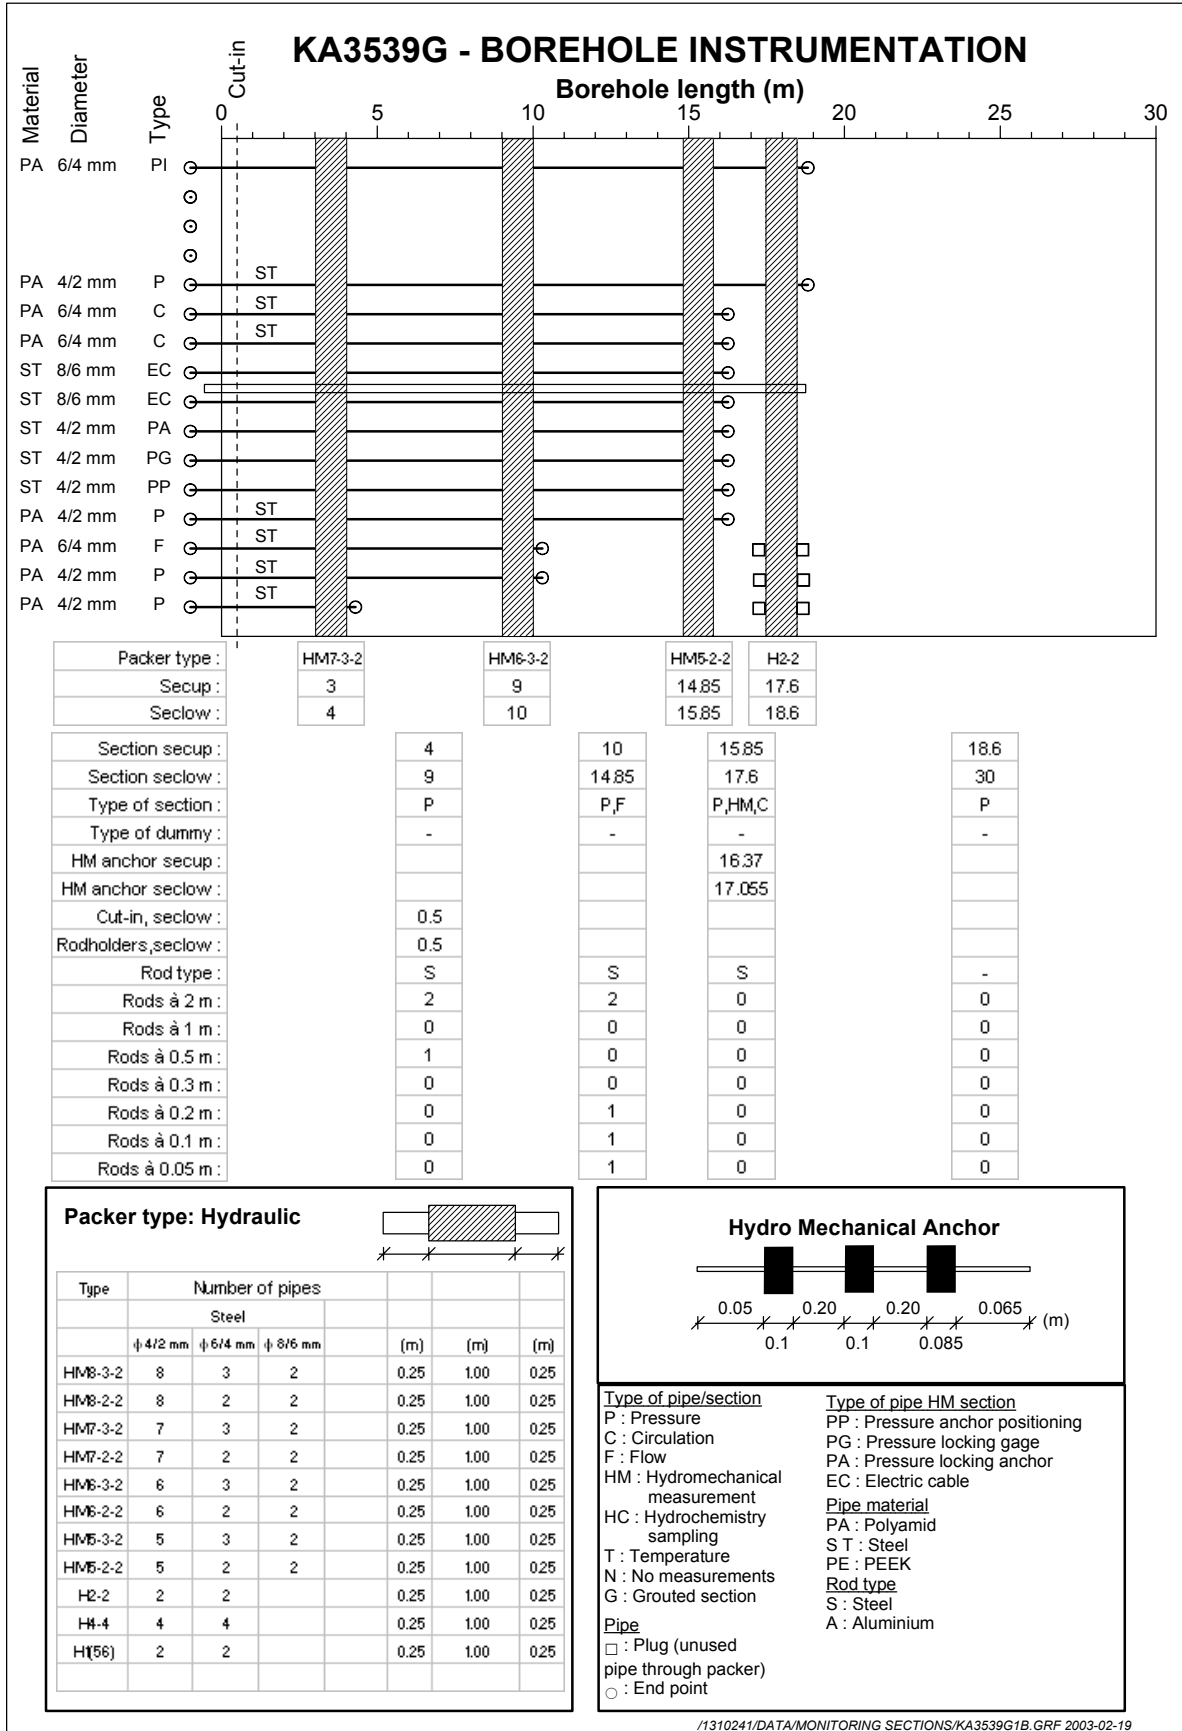 KA3539G - BOREHOLE INSTRUMENTATION
Borehole length (m)
Material Diameter Type Cut-in
0 5 10 15 20 25 30
PA 6/4 mm PI
PA 4/2 mm P ST
PA 6/4 mm C ST
PA 6/4 mm C ST
ST 8/6 mm EC
ST 8/6 mm EC
ST 4/2 mm PA
ST 4/2 mm PG
ST 4/2 mm PP
PA 4/2 mm P ST
PA 6/4 mm F ST
PA 4/2 mm P ST
PA 4/2 mm P ST
Packer type : HM7-3-2 HM6-3-2 HM5-2-2 H2-2
Secup : 3 9 14.85 17.6
Seclow : 4 10 15.85 18.6
Section secup : 4 10 15.85 18.6
Section seclow : 9 14.85 17.6 30
Type of section : P P,F P,HM,C P
Type of dummy : - - - -
HM anchor secup : 16.37
HM anchor seclow : 17.055
Cut-in, seclow : 0.5
Rodholders,seclow : 0.5
Rod type : S S S -
Rods à 2 m : 2 2 0 0
Rods à 1 m : 0 0 0 0
Rods à 0.5 m : 1 0 0 0
Rods à 0.3 m : 0 0 0 0
Rods à 0.2 m : 0 1 0 0
Rods à 0.1 m : 0 1 0 0
Rods à 0.05 m : 0 1 0 0
Packer type: Hydraulic
Type Number of pipes
Steel
ϕ 4/2 mm ϕ 6/4 mm ϕ 8/6 mm (m) (m) (m)
HM8-3-2 8 3 2 0.25 1.00 0.25
HM8-2-2 8 2 2 0.25 1.00 0.25
HM7-3-2 7 3 2 0.25 1.00 0.25
HM7-2-2 7 2 2 0.25 1.00 0.25
HM6-3-2 6 3 2 0.25 1.00 0.25
HM6-2-2 6 2 2 0.25 1.00 0.25
HM5-3-2 5 3 2 0.25 1.00 0.25
HM5-2-2 5 2 2 0.25 1.00 0.25
H2-2 2 2 0.25 1.00 0.25
H4-4 4 4 0.25 1.00 0.25
H1(56) 2 2 0.25 1.00 0.25
Hydro Mechanical Anchor
0.05 0.20 0.20 0.065 (m)
0.1 0.1 0.085
Type of pipe/section
P : Pressure
C : Circulation
F : Flow
HM : Hydromechanical
measurement
HC : Hydrochemistry
sampling
T : Temperature
N : No measurements
G : Grouted section
Pipe
□ : Plug (unused
pipe through packer)
○ : End point
Type of pipe HM section
PP : Pressure anchor positioning
PG : Pressure locking gage
PA : Pressure locking anchor
EC : Electric cable
Pipe material
PA : Polyamid
S T : Steel
PE : PEEK
Rod type
S : Steel
A : Aluminium
/1310241/DATA/MONITORING SECTIONS/KA3539G1B.GRF 2003-02-19